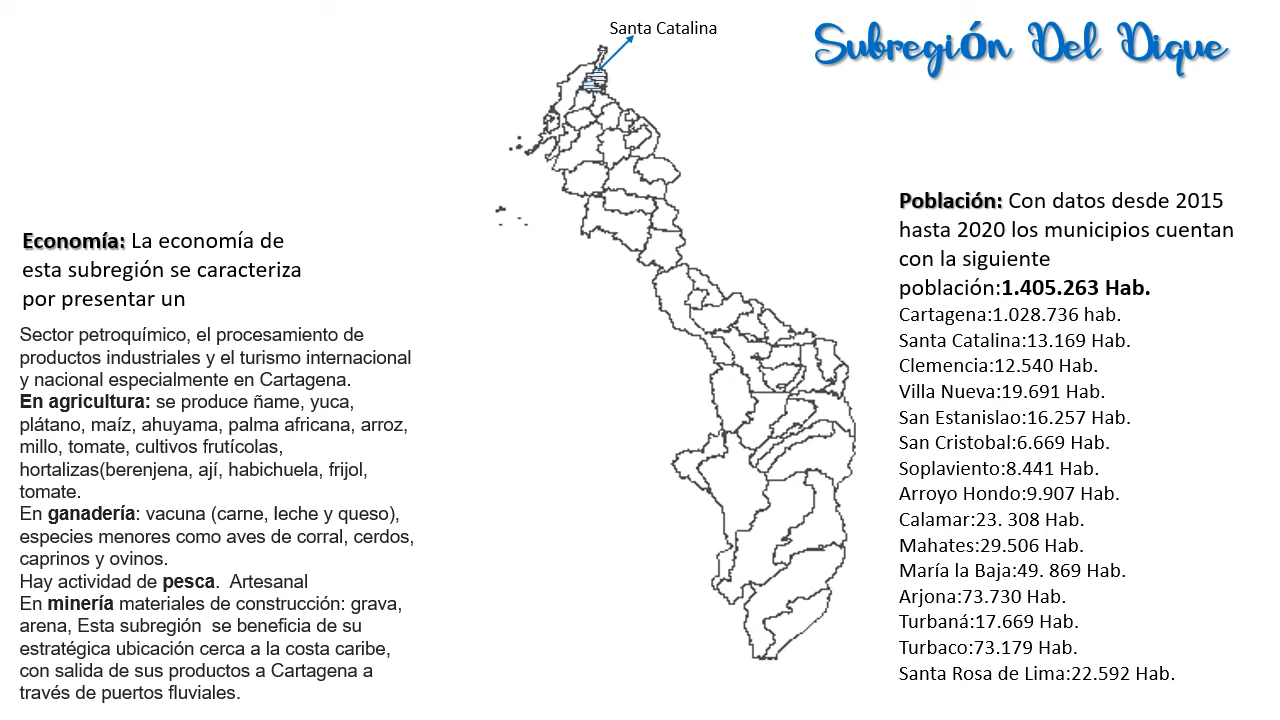 Santa Catalina
Subregión Del Dique
Economía: La economía de
esta subregión se caracteriza
por presentar un
Sector petroquímico, el procesamiento de
productos industriales y el turismo internacional
y nacional especialmente en Cartagena.
En agricultura: se produce ñame, yuca,
plátano, maíz, ahuyama, palma africana, arroz,
millo, tomate, cultivos frutícolas,
hortalizas(berenjena, ají, habichuela, frijol,
tomate.
En ganadería: vacuna (carne, leche y queso),
especies menores como aves de corral, cerdos,
caprinos y ovinos.
Hay actividad de pesca.  Artesanal
En minería materiales de construcción: grava,
arena, Esta subregión  se beneficia de su
estratégica ubicación cerca a la costa caribe,
con salida de sus productos a Cartagena a
través de puertos fluviales.
Población: Con datos desde 2015
hasta 2020 los municipios cuentan
con la siguiente
población:1.405.263 Hab.
Cartagena:1.028.736 hab.
Santa Catalina:13.169 Hab.
Clemencia:12.540 Hab.
Villa Nueva:19.691 Hab.
San Estanislao:16.257 Hab.
San Cristobal:6.669 Hab.
Soplaviento:8.441 Hab.
Arroyo Hondo:9.907 Hab.
Calamar:23. 308 Hab.
Mahates:29.506 Hab.
María la Baja:49. 869 Hab.
Arjona:73.730 Hab.
Turbaná:17.669 Hab.
Turbaco:73.179 Hab.
Santa Rosa de Lima:22.592 Hab.